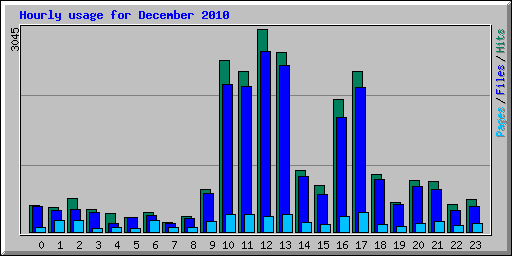 Hourly usage for December 2010
3045
Pages/Files/Hits
0 1 2 3 4 5 6 7 8 9 10 11 12 13 14 15 16 17 18 19 20 21 22 23